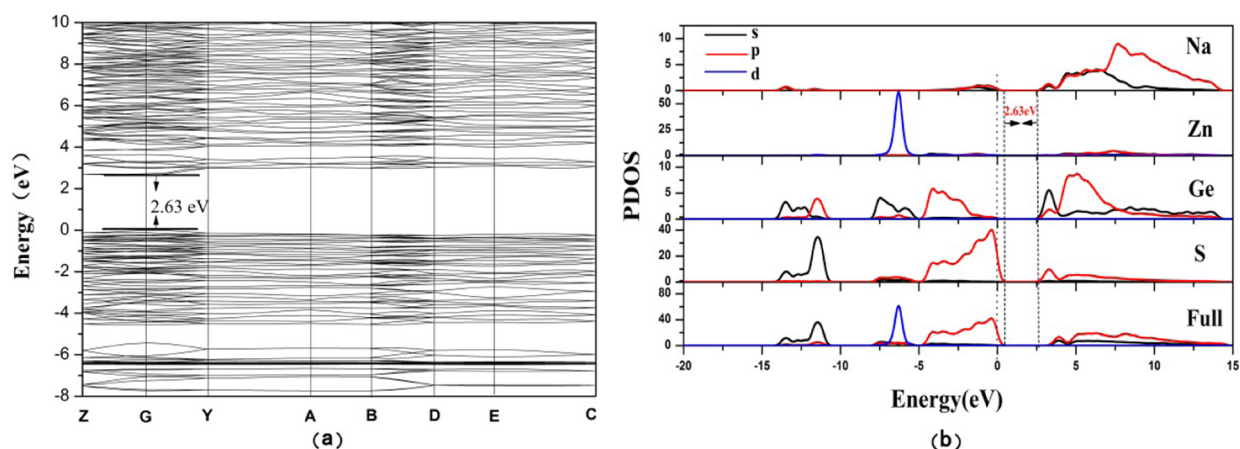 10
8
6
4
2
0
-2
-4
-6
-8
Energy (eV)
2.63 eV
Z G Y A B D E C
(a)
s
p
d
Na
10
5
0
Zn
50
25
0
2.63eV
Ge
10
5
0
S
40
20
0
Full
80
40
0
PDOS
-20 -15 -10 -5 0 5 10 15
Energy(eV)
(b)